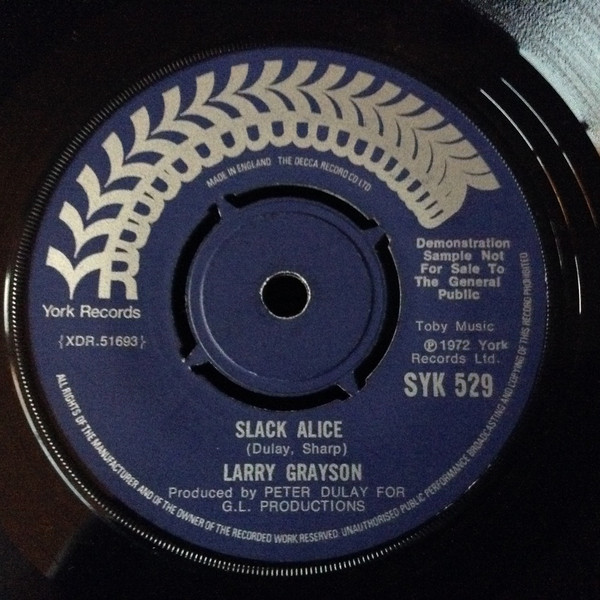 MADE IN ENGLAND THE DECCA RECORD CO LTD
YR
York Records
{XDR.51693}
Demonstration
Sample Not
For Sale To
The General
Public
Toby Music
Ⓟ 1972 York
Records Ltd.
SYK 529
SLACK ALICE
(Dulay, Sharp)
LARRY GRAYSON
Produced by PETER DULAY FOR
G.L. PRODUCTIONS
ALL RIGHTS OF THE MANUFACTURER AND OF THE OWNER OF THE RECORDED WORK RESERVED. UNAUTHORISED PUBLIC PERFORMANCE BROADCASTING AND COPYING OF THIS RECORD PROHIBITED